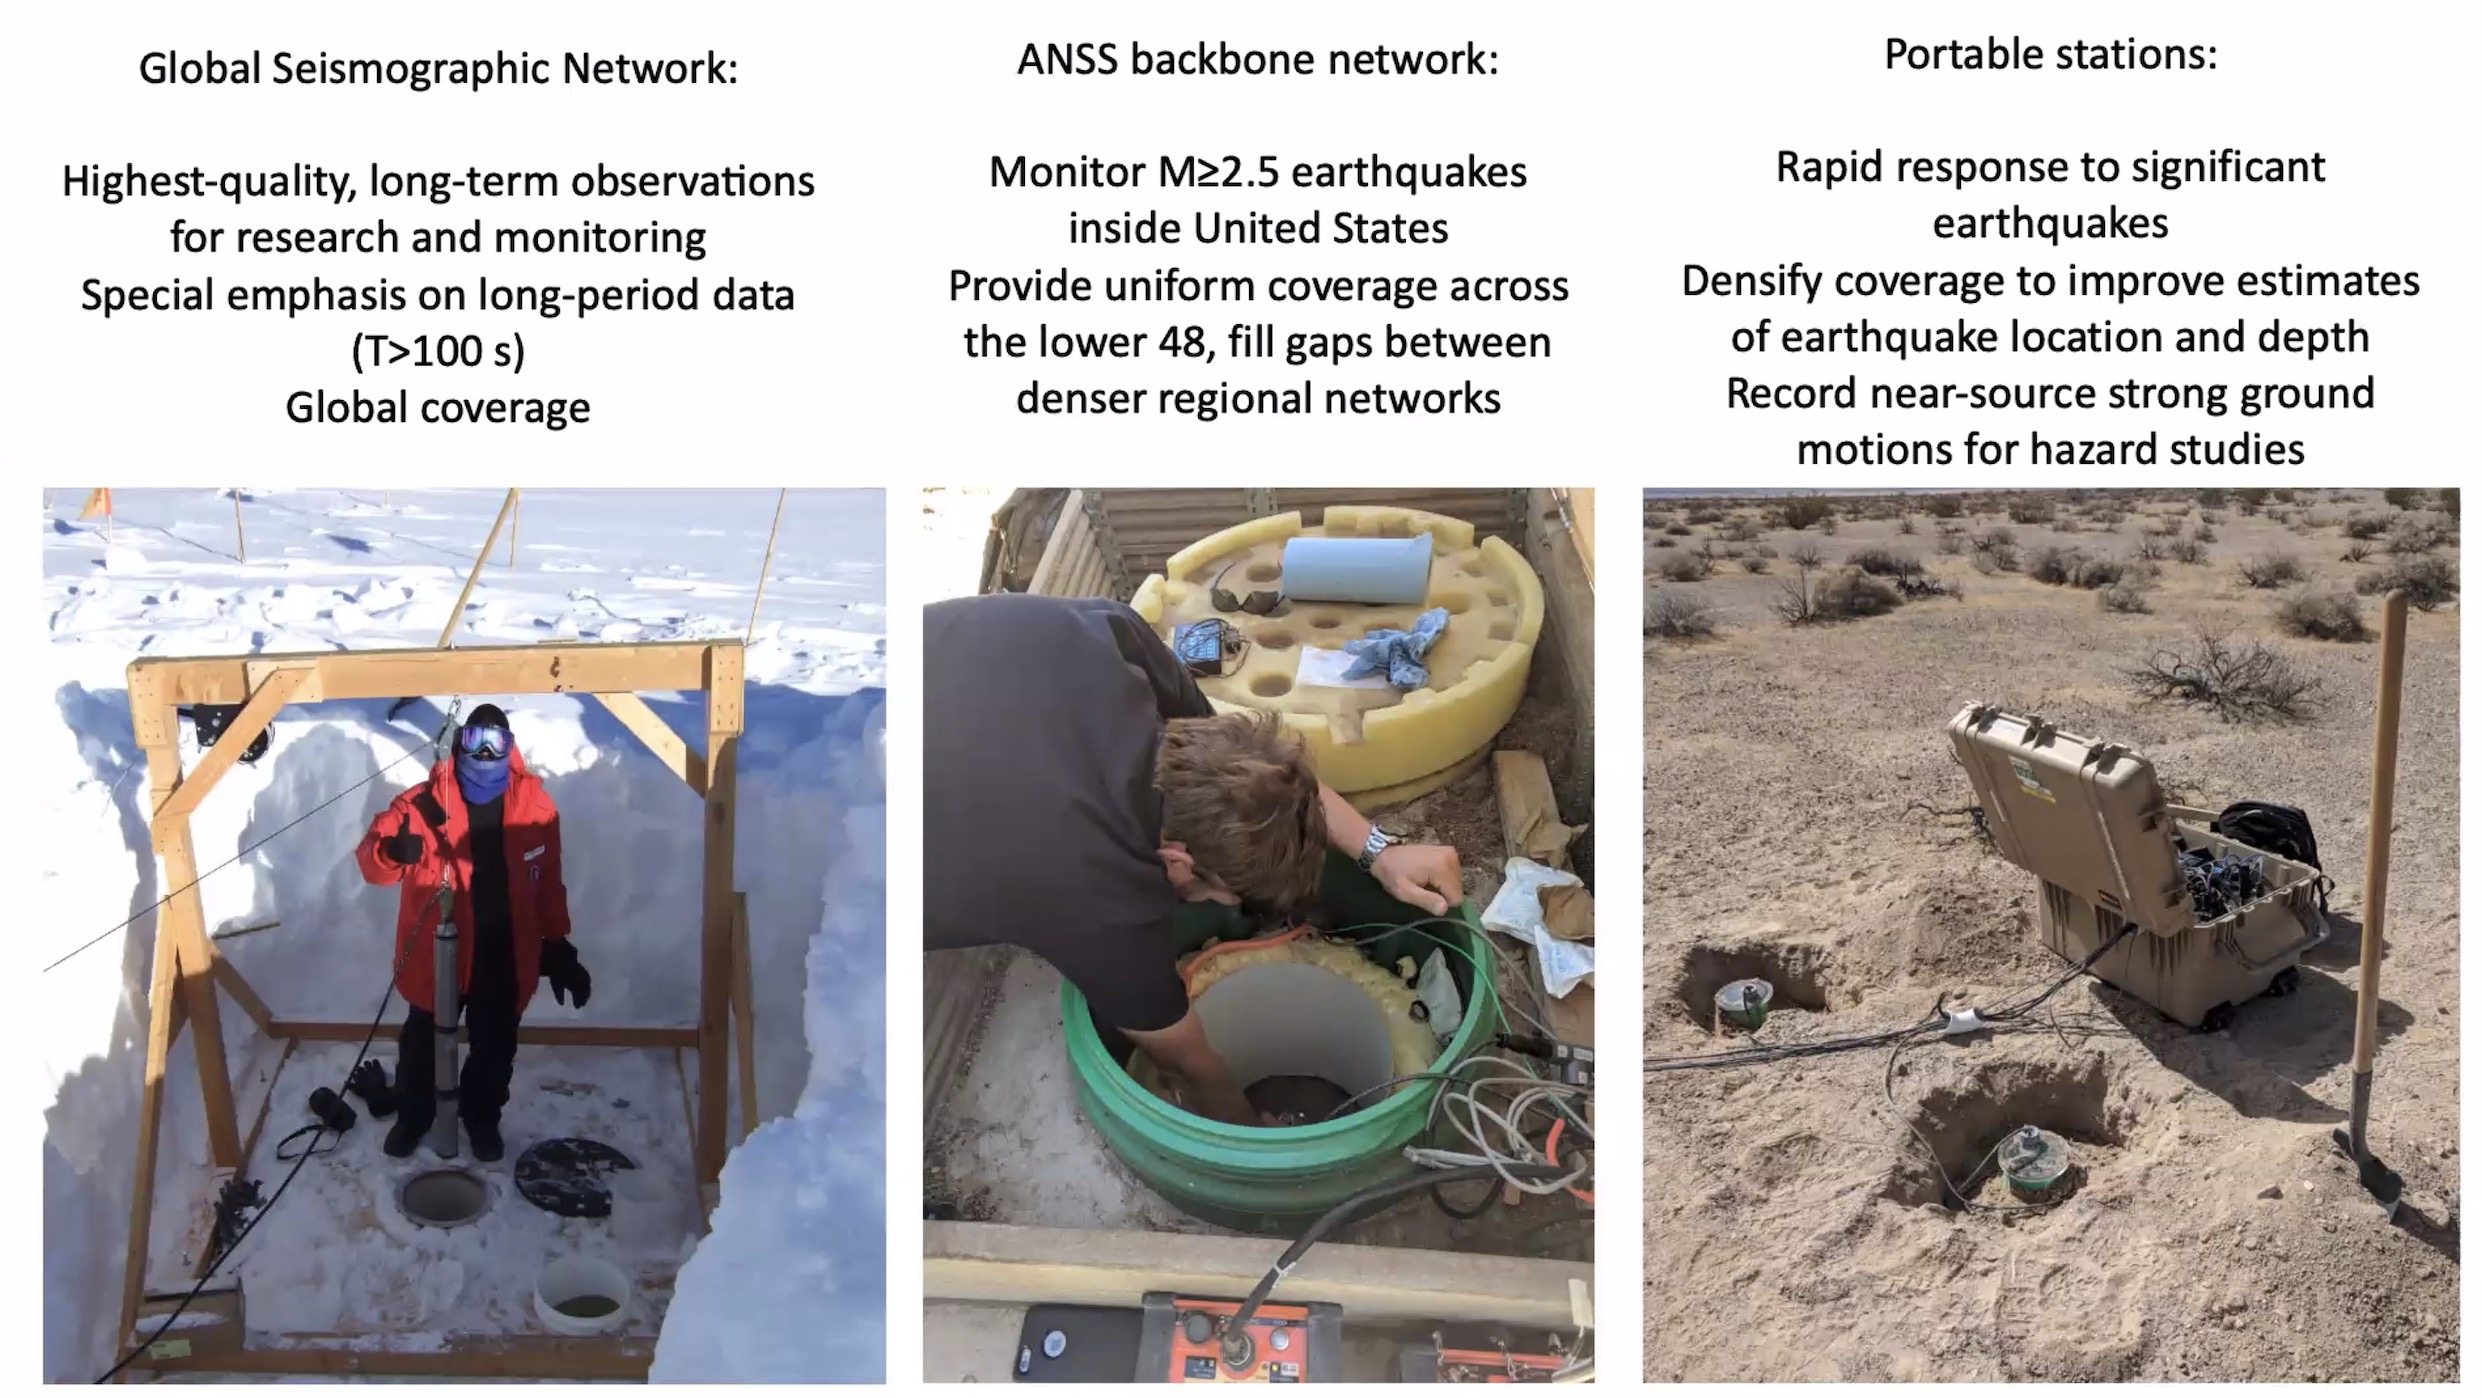 Global Seismographic Network:
Highest-quality, long-term observations
for research and monitoring
Special emphasis on long-period data
(T>100 s)
Global coverage
ANSS backbone network:
Monitor M≥2.5 earthquakes
inside United States
Provide uniform coverage across
the lower 48, fill gaps between
denser regional networks
Portable stations:
Rapid response to significant
earthquakes
Densify coverage to improve estimates
of earthquake location and depth
Record near-source strong ground
motions for hazard studies